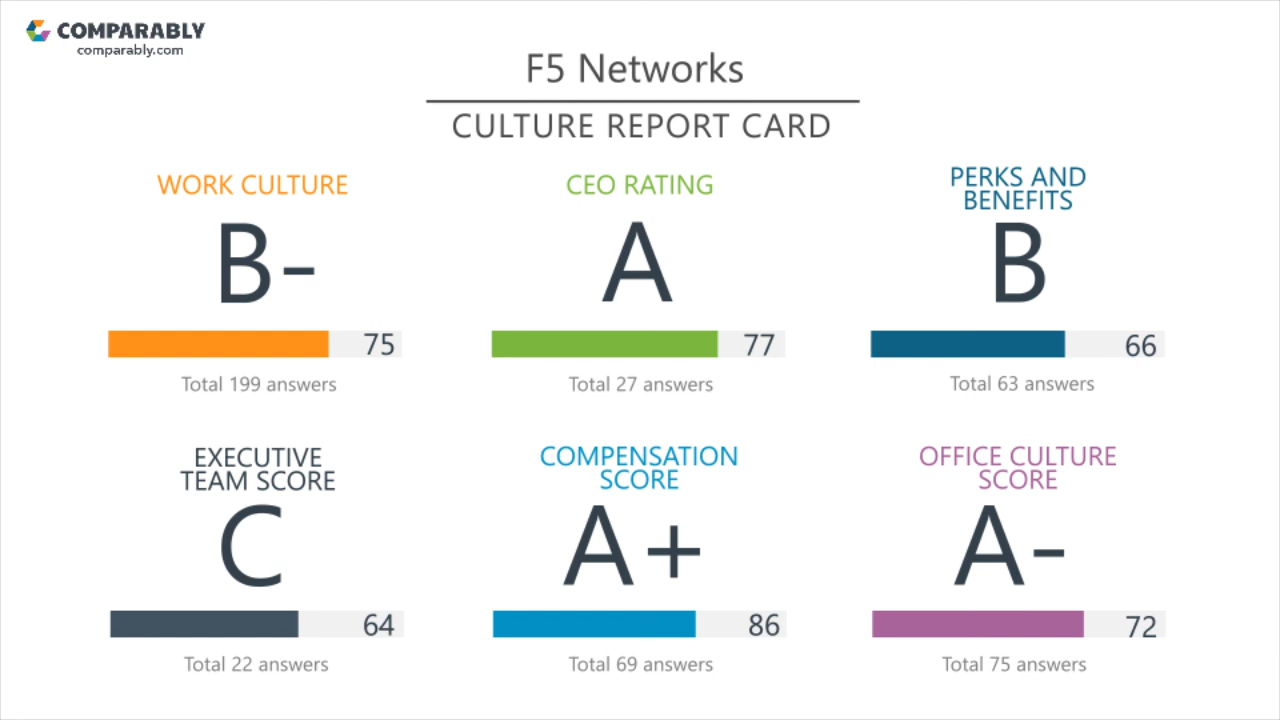 COMPARABLY
comparably.com
F5 Networks
CULTURE REPORT CARD
WORK CULTURE
B-
75
Total 199 answers
CEO RATING
A
77
Total 27 answers
PERKS AND
BENEFITS
B
66
Total 63 answers
EXECUTIVE
TEAM SCORE
C
64
Total 22 answers
COMPENSATION
SCORE
A+
86
Total 69 answers
OFFICE CULTURE
SCORE
A-
72
Total 75 answers